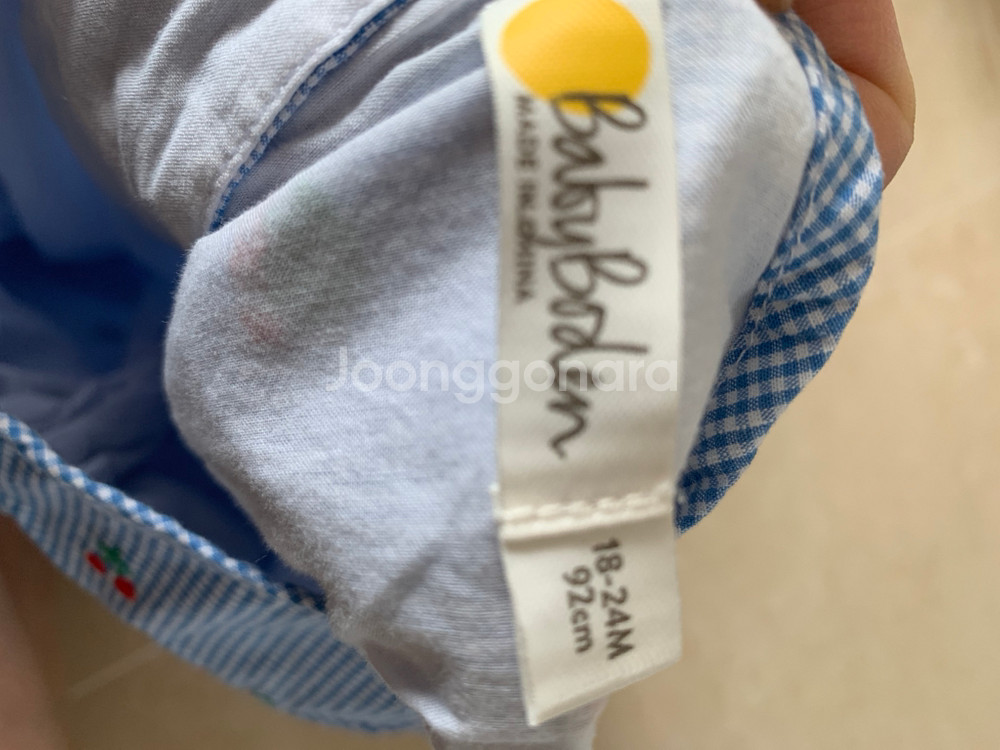 BabyBoden
MADE IN CHINA
18-24M
92cm
Joonggonara